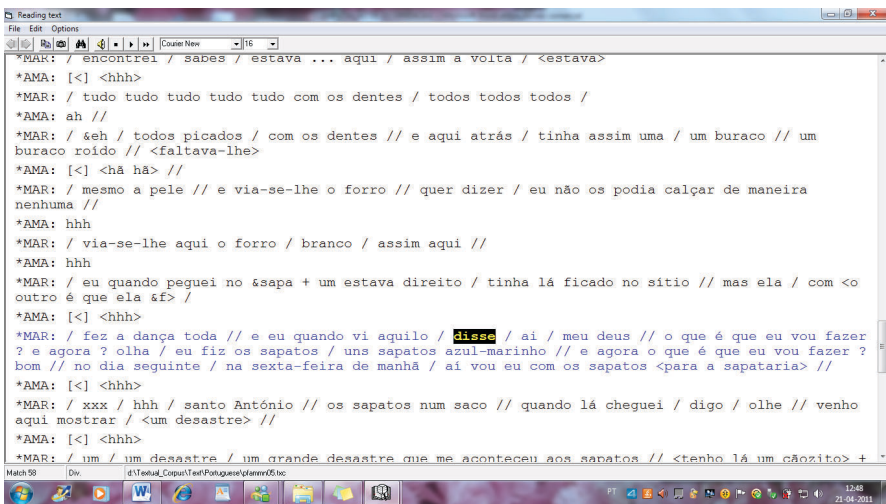 Reading text
File Edit Options
Courier New 16
*MAR: / encontrei / sabes / estava ... aqui / assim à volta / <estava>
*AMA: [<] <hhh>
*MAR: / tudo tudo tudo tudo tudo com os dentes / todos todos todos /
*AMA: ah //
*MAR: / &eh / todos picados / com os dentes // e aqui atrás / tinha assim uma / um buraco // um
buraco roído // <faltava-lhe>
*AMA: [<] <hã hã> //
*MAR: / mesmo a pele // e via-se-lhe o forro // quer dizer / eu não os podia calçar de maneira
nenhuma //
*AMA: hhh
*MAR: / via-se-lhe aqui o forro / branco / assim aqui //
*AMA: hhh
*MAR: / eu quando peguei no &sapa + um estava direito / tinha lá ficado no sítio // mas ela / com <o
outro é que ela &f> /
*AMA: [<] <hhh>
*MAR: / fez a dança toda // e eu quando vi aquilo / disse / ai / meu deus // o que é que eu vou fazer
? e agora ? olha / eu fiz os sapatos / uns sapatos azul-marinho // e agora o que é que eu vou fazer ?
bom // no dia seguinte / na sexta-feira de manhã / aí vou eu com os sapatos <para a sapataria> //
*AMA: [<] <hhh>
*MAR: / xxx / hhh / santo António // os sapatos num saco // quando lá cheguei / digo / olhe // venho
aqui mostrar / <um desastre> //
*AMA: [<] <hhh>
*MAR: / um / um desastre / um grande desastre que me aconteceu aos sapatos // <tenho lá um cãozito> +
Match 58 Div. d:\Textual_Corpus\Text\Portuguese\pfammn05.txc
PT 12:48
21-04-2011